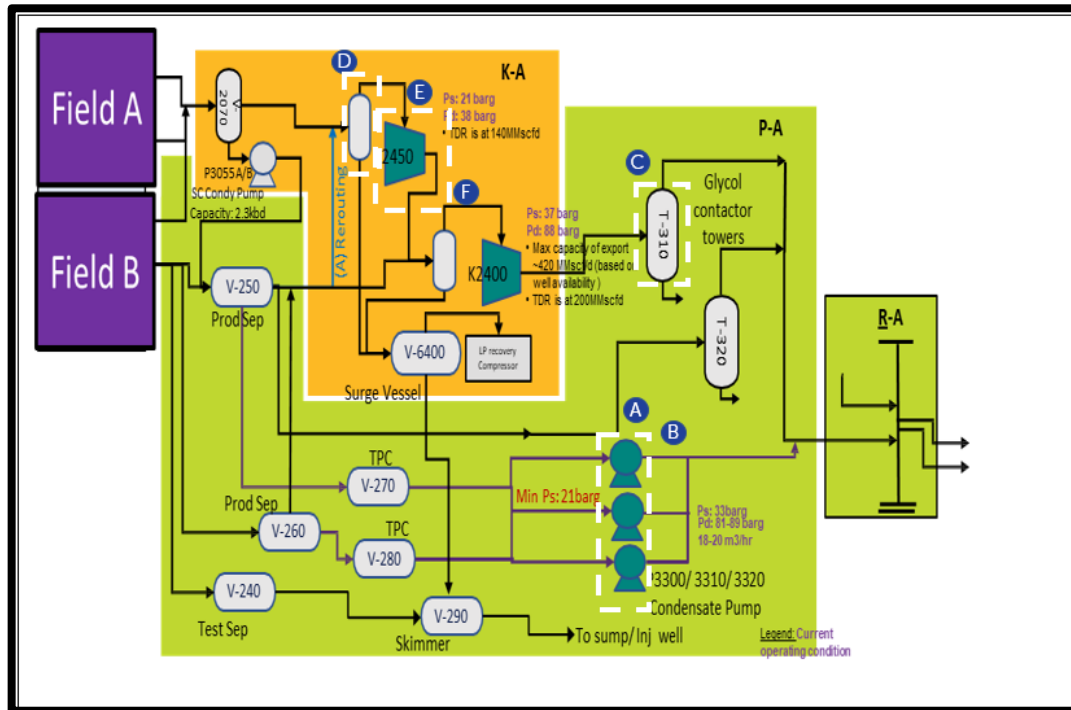 Field A
Field B
V-
2070
P3055 A/B
SC Condy Pump
Capacity: 2.3kbd
(A) Rerouting
D
E
K-A
Ps: 21 barg
Pd: 38 barg
• TDR is at 140MMscfd
2450
F
Ps: 37 barg
Pd: 88 barg
• Max capacity of export
~420 MMscf/d (based on
well availability )
• TDR is at 200MMscfd
K2400
V-6400
LP recovery
Compressor
Surge Vessel
P-A
C
T-310
Glycol
contactor
towers
T-320
R-A
V-250
Prod Sep
A
B
TPC
V-270
Min Ps: 21barg
Ps: 33barg
Pd: 81-89 barg
18-20 m3/hr
Prod Sep
V-260
TPC
V-280
3300/ 3310/ 3320
Condensate Pump
V-240
Test Sep
V-290
Skimmer
To sump/ Inj well
Legend: Current
operating condition